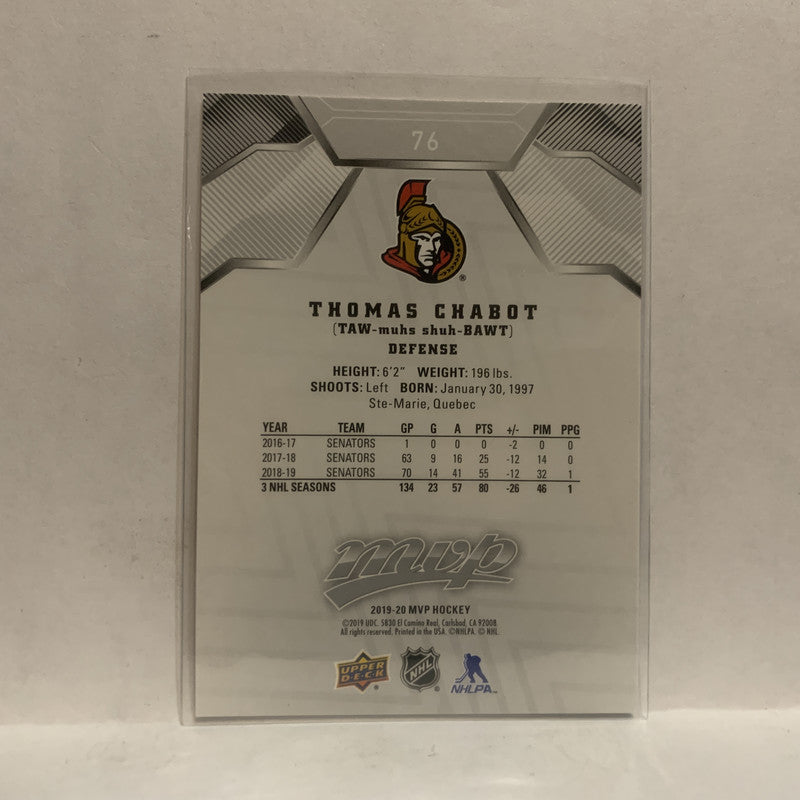 76
THOMAS CHABOT
(TAW-muhs shuh-BAWT)
DEFENSE
HEIGHT: 6'2" WEIGHT: 196 lbs.
SHOOTS: Left BORN: January 30, 1997
Ste-Marie, Quebec
YEAR TEAM GP G A PTS +/- PIM PPG
2016-17 SENATORS 1 0 0 0 -2 0 0
2017-18 SENATORS 63 9 16 25 -12 14 0
2018-19 SENATORS 70 14 41 55 -12 32 1
3 NHL SEASONS 134 23 57 80 -26 46 1
mvp
2019-20 MVP HOCKEY
©2019 UDC. 5830 El Camino Real, Carlsbad, CA 92008.
All rights reserved. Printed in the USA. ©NHLPA. © NHL
UPPER DECK ® NHL ® NHLPA™